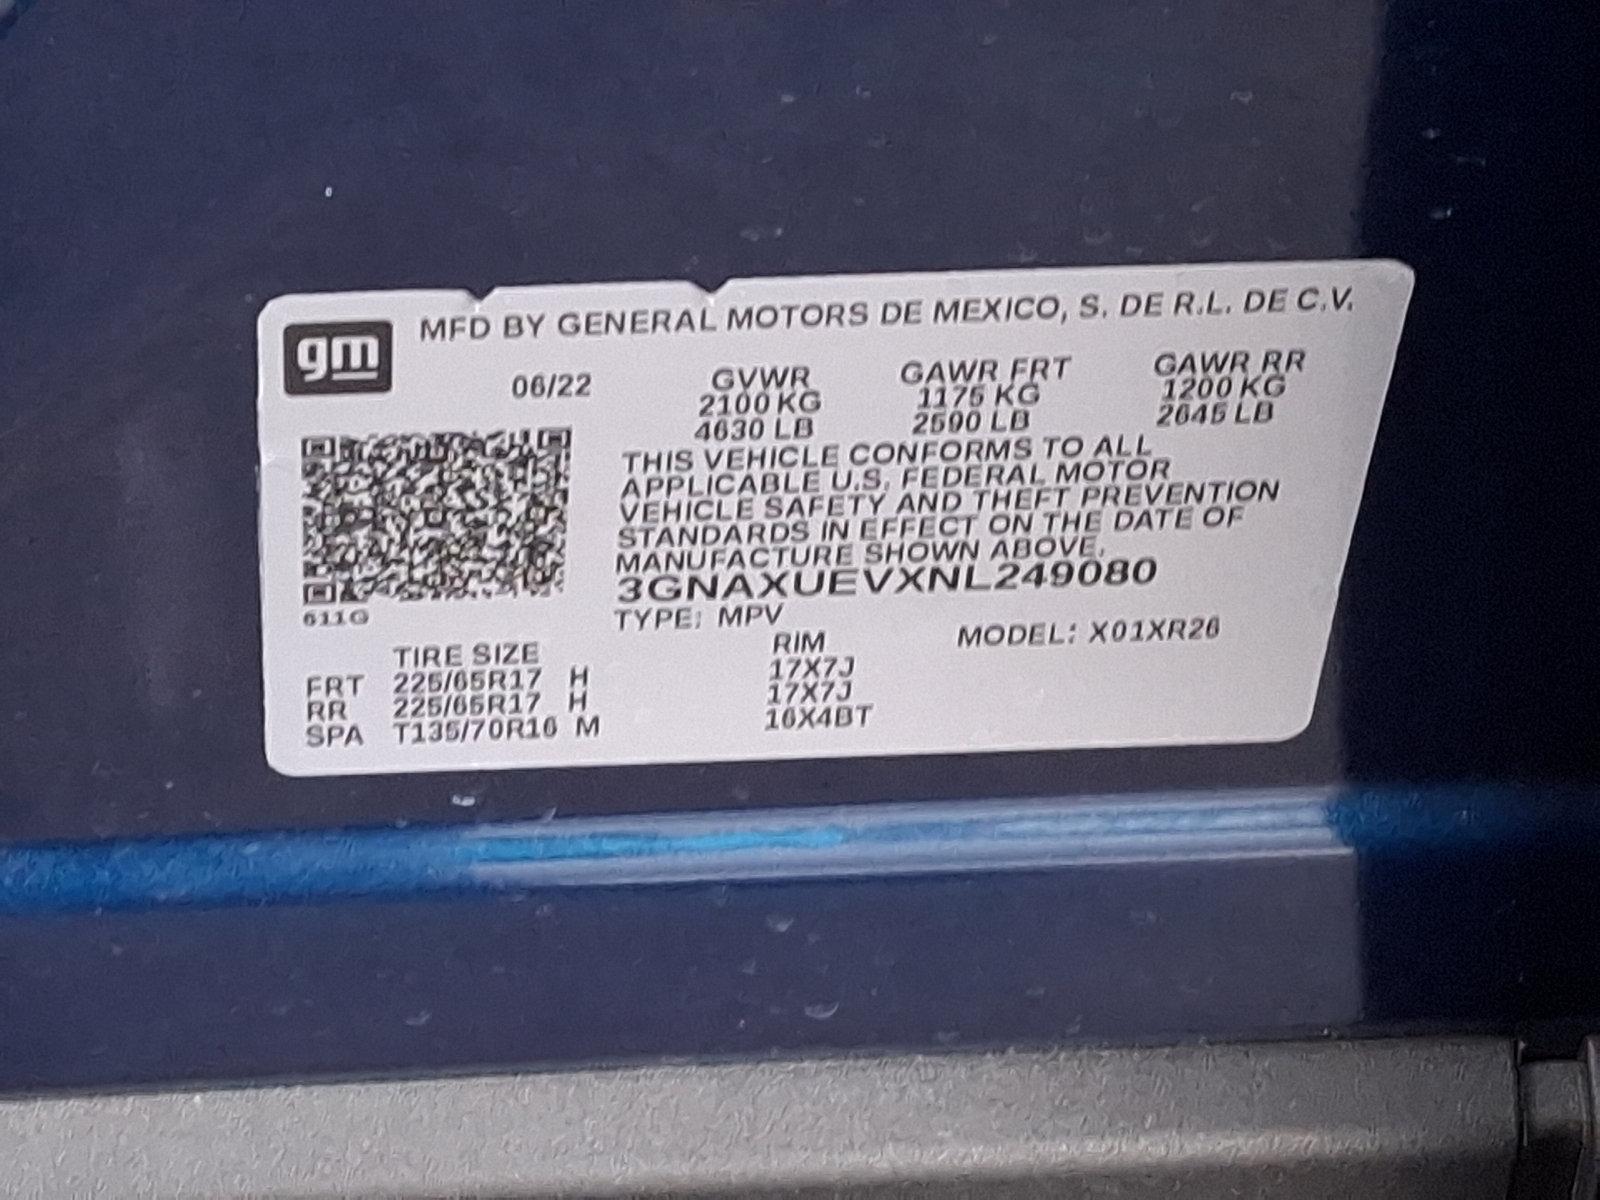 gm
MFD BY GENERAL MOTORS DE MEXICO, S. DE R.L. DE C.V.
06/22 GVWR GAWR FRT GAWR RR
2100 KG 1175 KG 1200 KG
4630 LB 2590 LB 2645 LB
THIS VEHICLE CONFORMS TO ALL
APPLICABLE U.S. FEDERAL MOTOR
VEHICLE SAFETY AND THEFT PREVENTION
STANDARDS IN EFFECT ON THE DATE OF
MANUFACTURE SHOWN ABOVE.
3GNAXUEVXNL249080
611G
TYPE: MPV
MODEL: X01XR26
TIRE SIZE RIM
FRT 225/65R17 H 17X7J
RR 225/65R17 H 17X7J
SPA T135/70R16 M 16X4BT